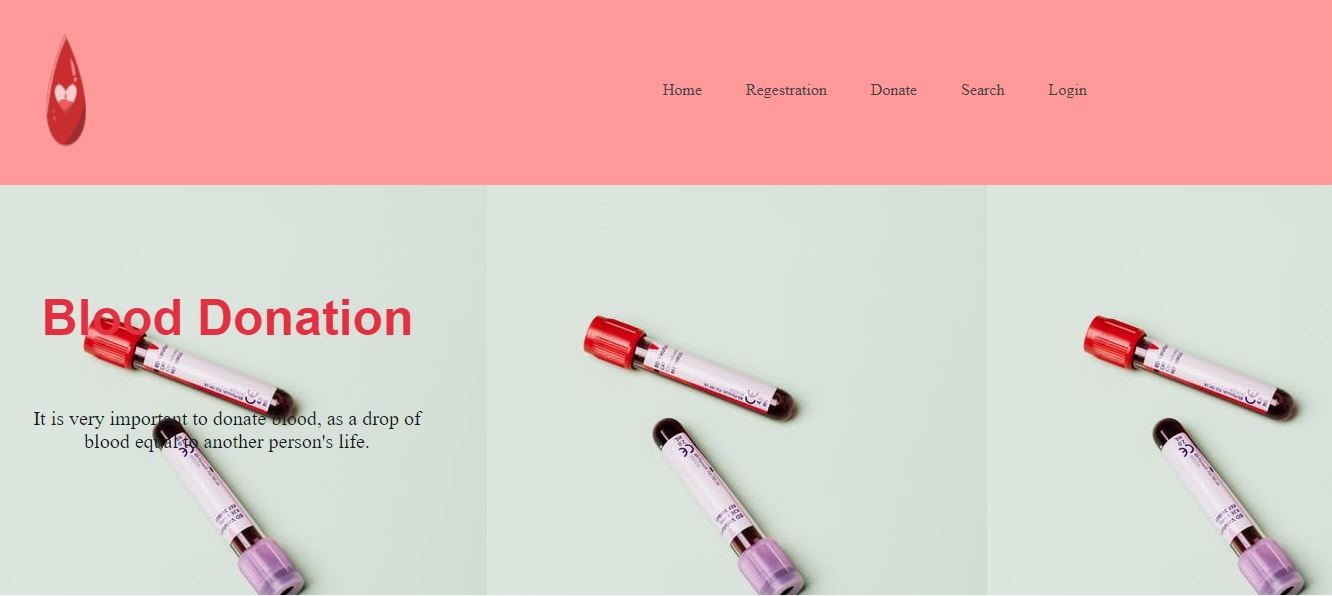 Home Regestration Donate Search Login
Blood Donation
It is very important to donate blood, as a drop of
blood equal to another person's life.